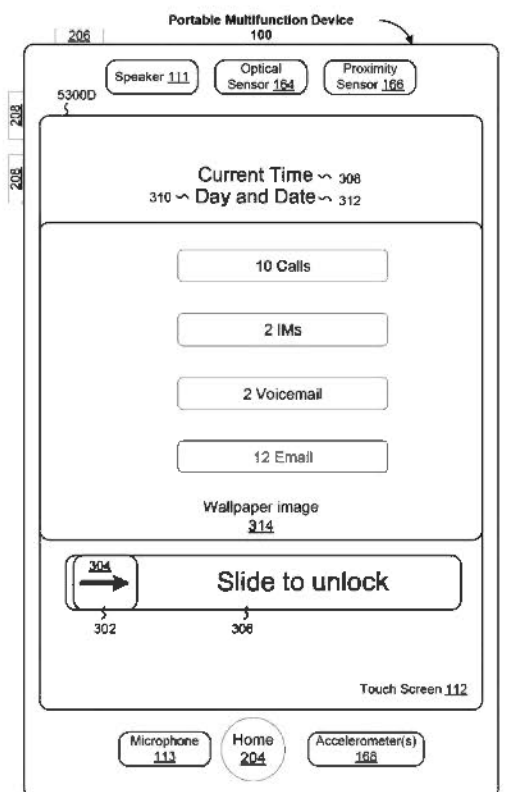 Portable Multifunction Device
100
206
Speaker 111
Optical
Sensor 164
Proximity
Sensor 166
5300D
208
208
Current Time ~ 308
310 ~ Day and Date ~ 312
10 Calls
2 IMs
2 Voicemail
12 Email
Wallpaper image
314
304
Slide to unlock
302
306
Touch Screen 112
Microphone
113
Home
204
Accelerometer(s)
168